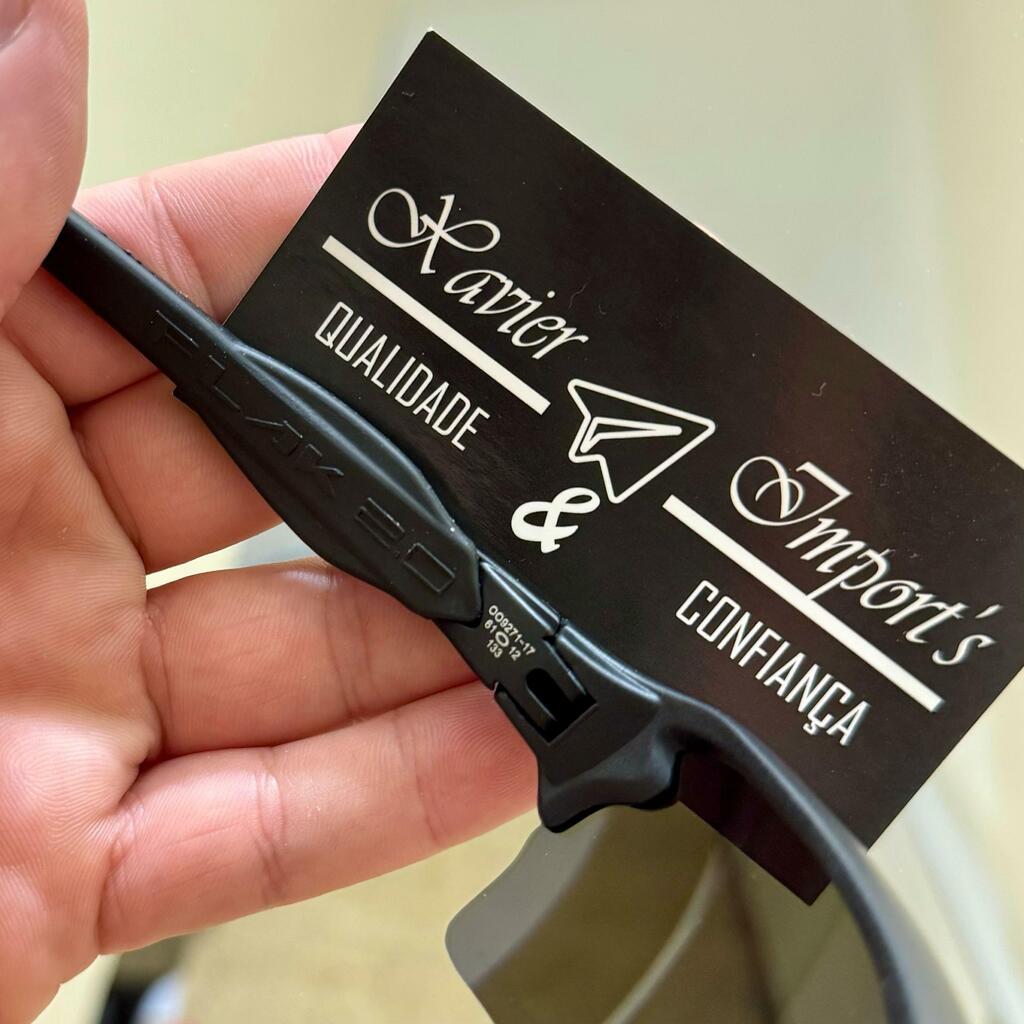 Xavier
QUALIDADE
&
Import's
CONFIANÇA
FLAK 2.0
OO9271-17
61 12
133